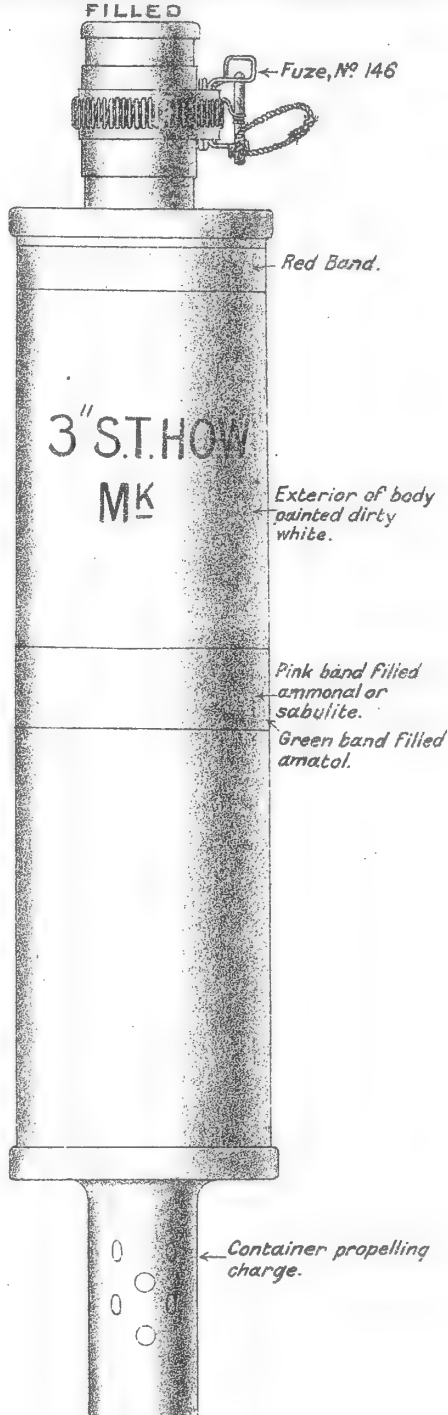 FILLED
Fuze, Nº 146
Red Band.
3" S.T. HOW
MK
Exterior of body
painted dirty
white.
Pink band filled
ammonal or
sabulite.
Green band filled
amatol.
Container propelling
charge.